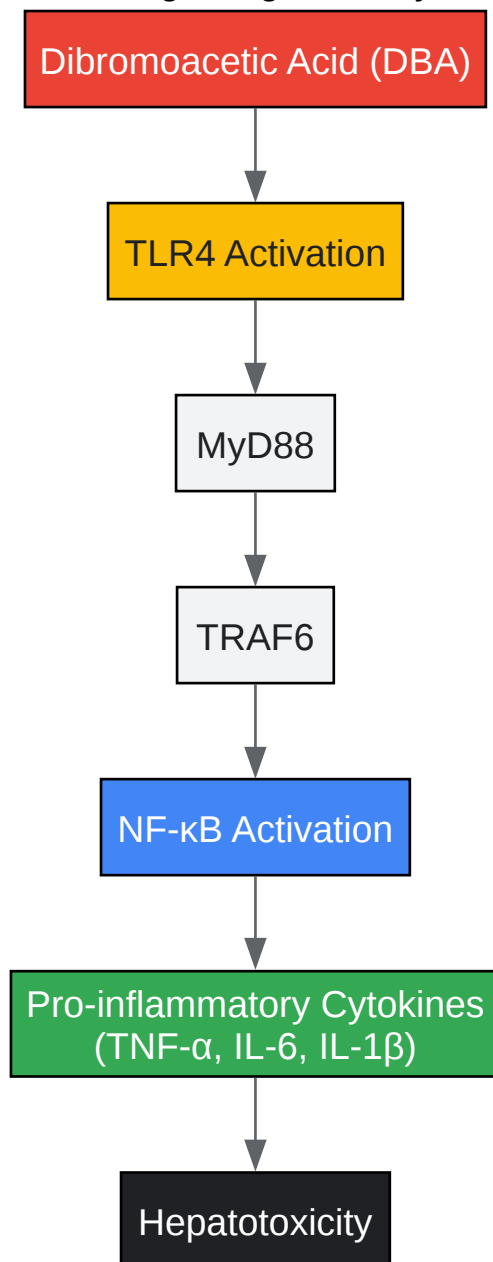 Dibromoacetic Acid (DBA)
TLR4 Activation
MyD88
TRAF6
NF-κB Activation
Pro-inflammatory Cytokines
(TNF-α, IL-6, IL-1β)
Hepatotoxicity